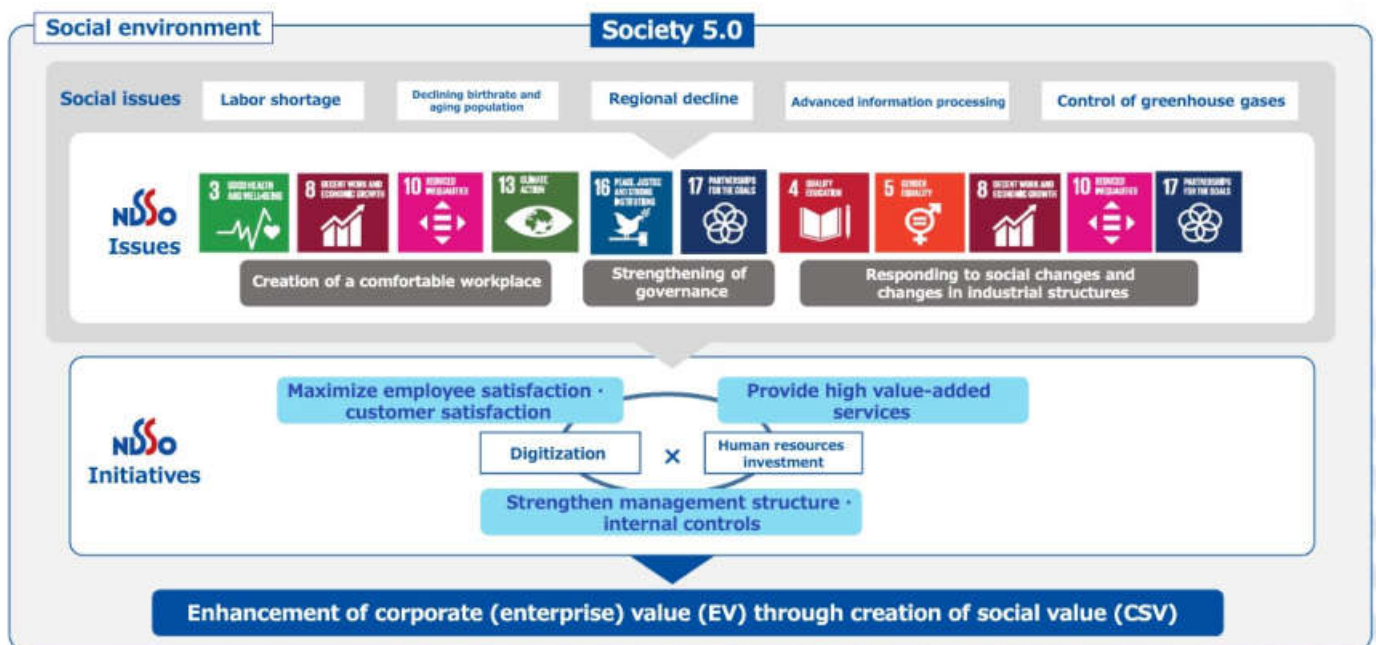 Social environment
Society 5.0
Social issues
Labor shortage
Declining birthrate and
aging population
Regional decline
Advanced information processing
Control of greenhouse gases
NDSSO
Issues
3 GOOD HEALTH
AND WELL-BEING
8 DECENT WORK AND
ECONOMIC GROWTH
10 REDUCED
INEQUALITIES
13 CLIMATE
ACTION
16 PEACE, JUSTICE
AND STRONG
INSTITUTIONS
17 PARTNERSHIPS
FOR THE GOALS
4 QUALITY
EDUCATION
5 GENDER
EQUALITY
8 DECENT WORK AND
ECONOMIC GROWTH
10 REDUCED
INEQUALITIES
17 PARTNERSHIPS
FOR THE GOALS
Creation of a comfortable workplace
Strengthening of
governance
Responding to social changes and
changes in industrial structures
Maximize employee satisfaction ·
customer satisfaction
Provide high value-added
services
NDSSO
Initiatives
Digitization
×
Human resources
investment
Strengthen management structure ·
internal controls
Enhancement of corporate (enterprise) value (EV) through creation of social value (CSV)